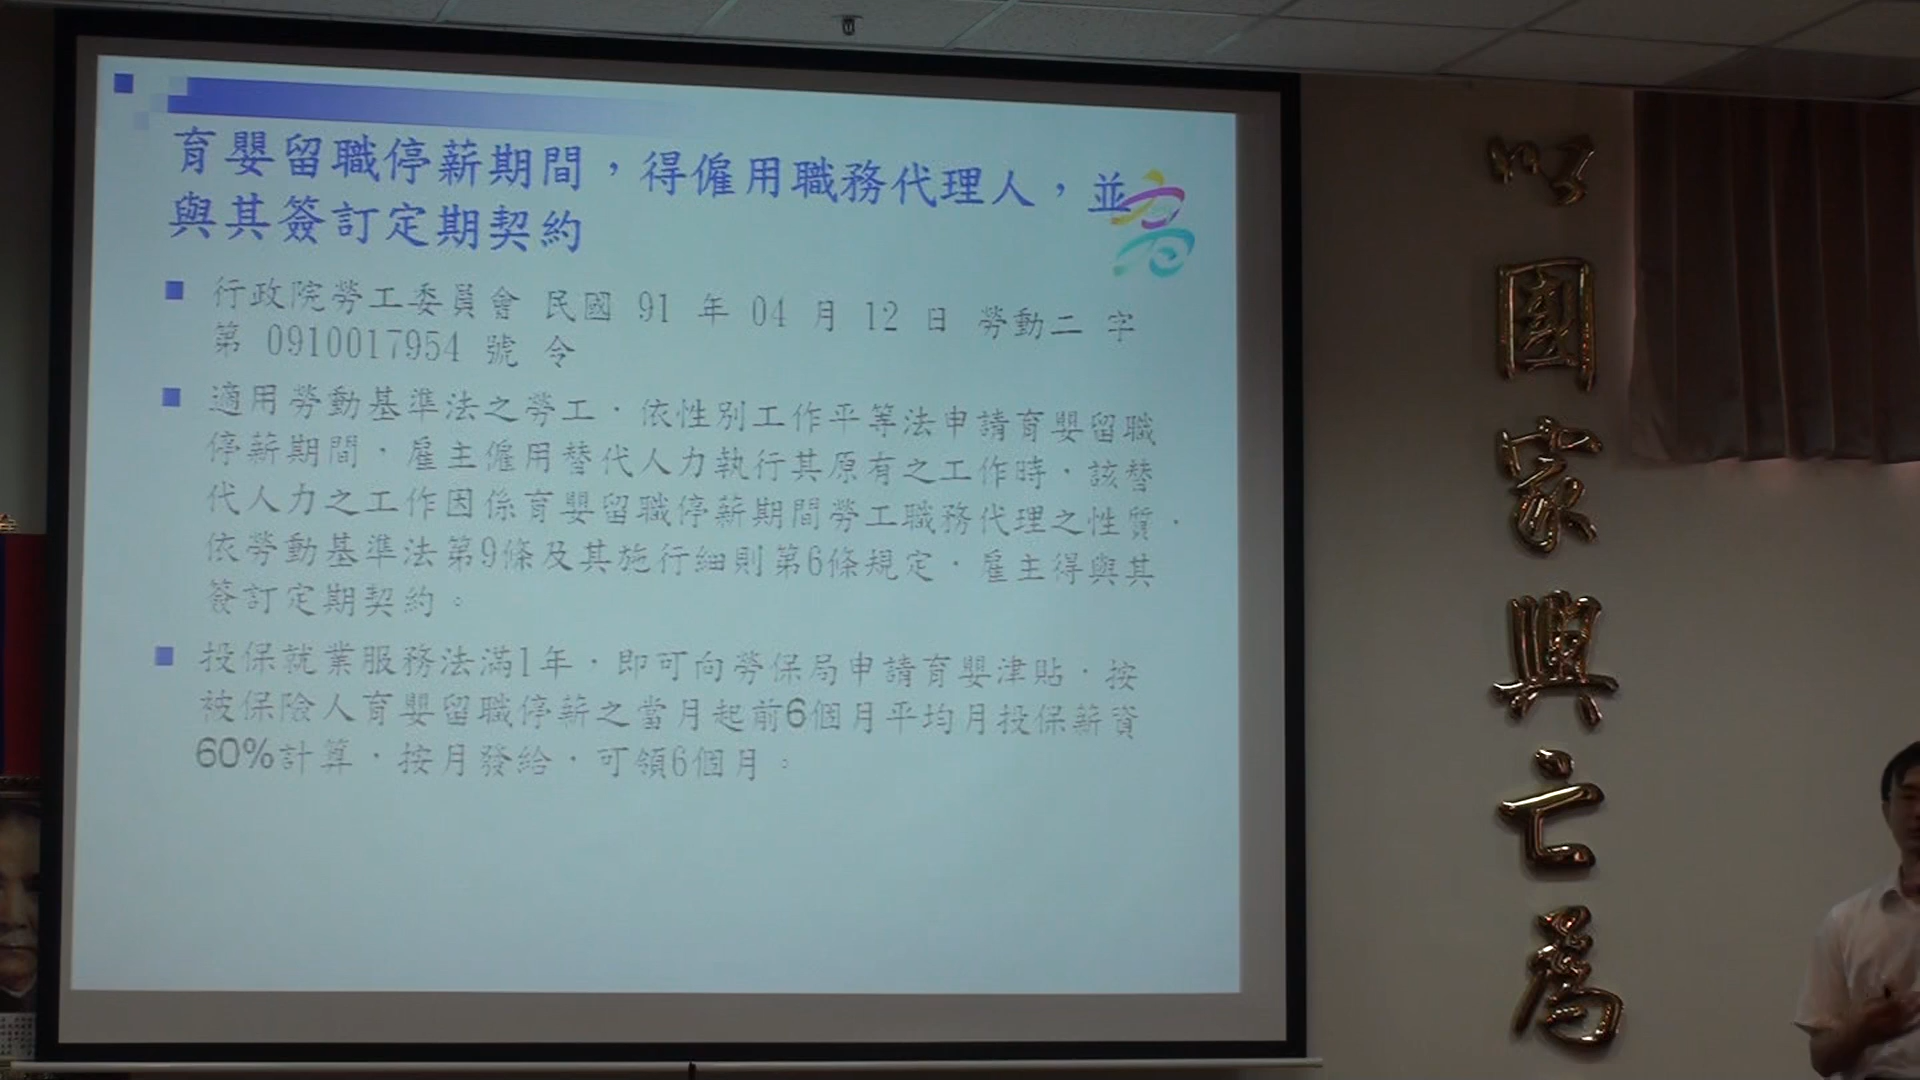 育嬰留職停薪期間，得僱用職務代理人，並
與其簽訂定期契約
行政院勞工委員會 民國 91 年 04 月 12 日 勞動二 字
第 0910017954 號 令
適用勞動基準法之勞工，依性別工作平等法申請育嬰留職
停薪期間，雇主僱用替代人力執行其原有之工作時，該替
代人力之工作因係育嬰留職停薪期間勞工職務代理之性質，
依勞動基準法第9條及其施行細則第6條規定，雇主得與其
簽訂定期契約。
投保就業服務法滿1年，即可向勞保局申請育嬰津貼，按
被保險人育嬰留職停薪之當月起前6個月平均月投保薪資
60%計算，按月發給，可領6個月。
以國家興亡為